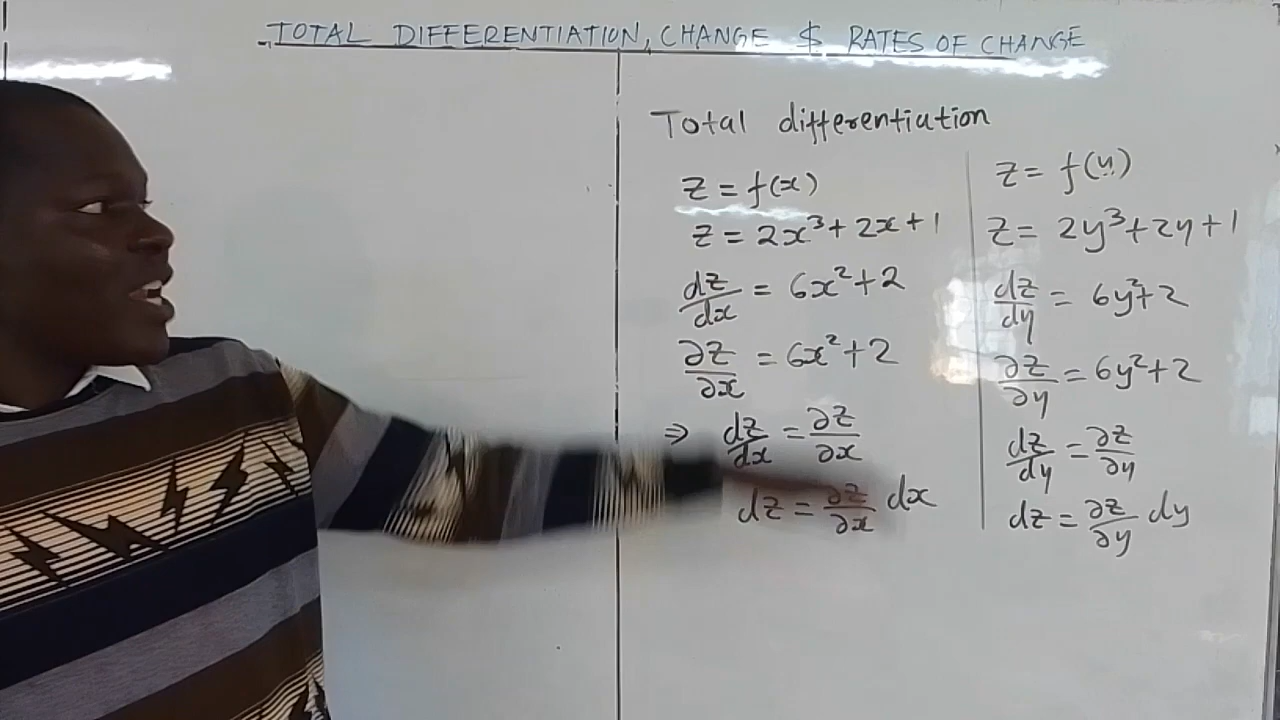 TOTAL DIFFERENTIATION, CHANGE $ RATES OF CHANGE
Total differentiation
z = f(x)
z = 2x³ + 2x + 1
dz/dx = 6x² + 2
∂z/∂x = 6x² + 2
⇒ dz/dx = ∂z/∂x
dz = ∂z/∂x dx
z = f(y)
z = 2y³ + 2y + 1
dz/dy = 6y² + 2
∂z/∂y = 6y² + 2
dz/dy = ∂z/∂y
dz = ∂z/∂y dy